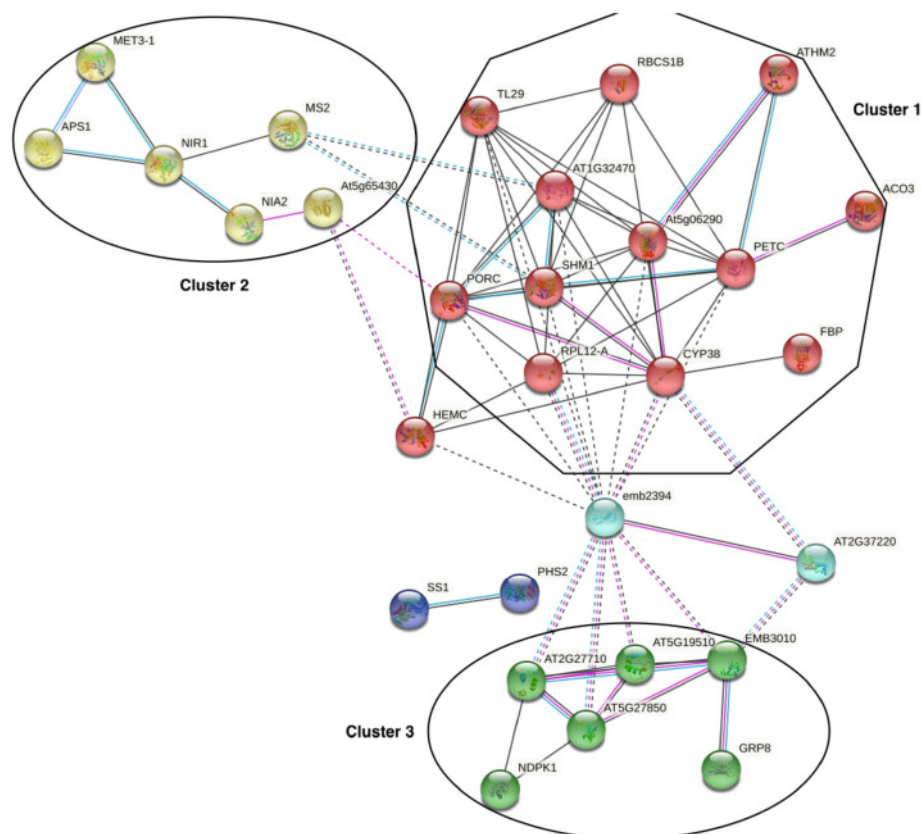 MET3-1
APS1
NIR1
MS2
NIA2
At5g65430
Cluster 2
RBCS1B
ATHM2
TL29
Cluster 1
AT1G32470
ACO3
At5g06290
PETC
SHM1
PORC
FBP
RPL12-A
CYP38
HEMC
emb2394
AT2G37220
PHS2
SS1
AT5G19510
EMB3010
AT2G27710
AT5G27850
Cluster 3
GRP8
NDPK1